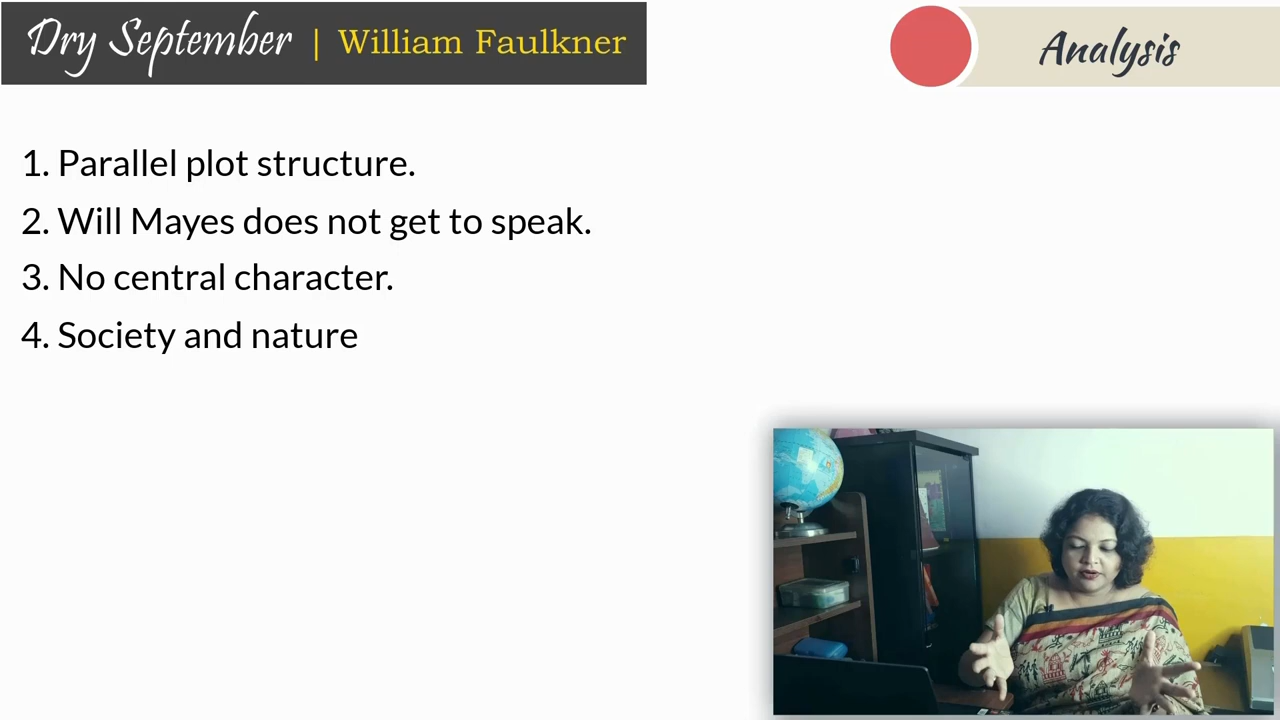 Dry September | William Faulkner
Analysis
1. Parallel plot structure.
2. Will Mayes does not get to speak.
3. No central character.
4. Society and nature